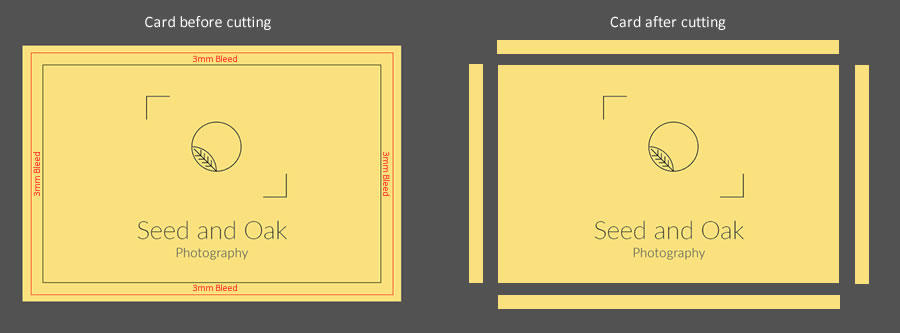 Card before cutting
3mm Bleed
3mm Bleed
3mm Bleed
Seed and Oak
Photography
3mm Bleed
Card after cutting
Seed and Oak
Photography